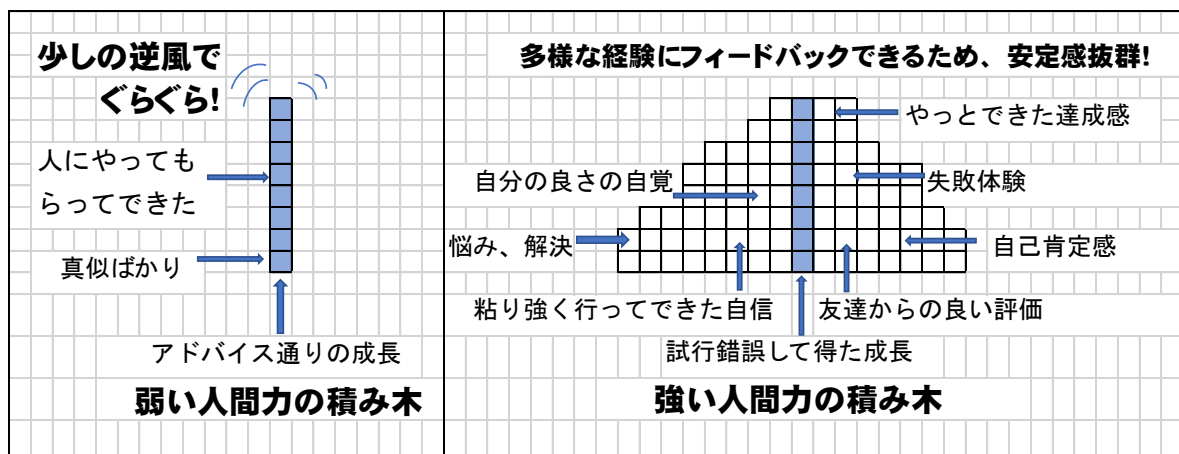 少しの逆風で
ぐらぐら!
人にやっても
らってできた
真似ばかり
アドバイス通りの成長
弱い人間力の積み木
多様な経験にフィードバックできるため、安定感抜群!
やっとできた達成感
自分の良さの自覚
失敗体験
悩み、解決
自己肯定感
粘り強く行ってできた自信
友達からの良い評価
試行錯誤して得た成長
強い人間力の積み木